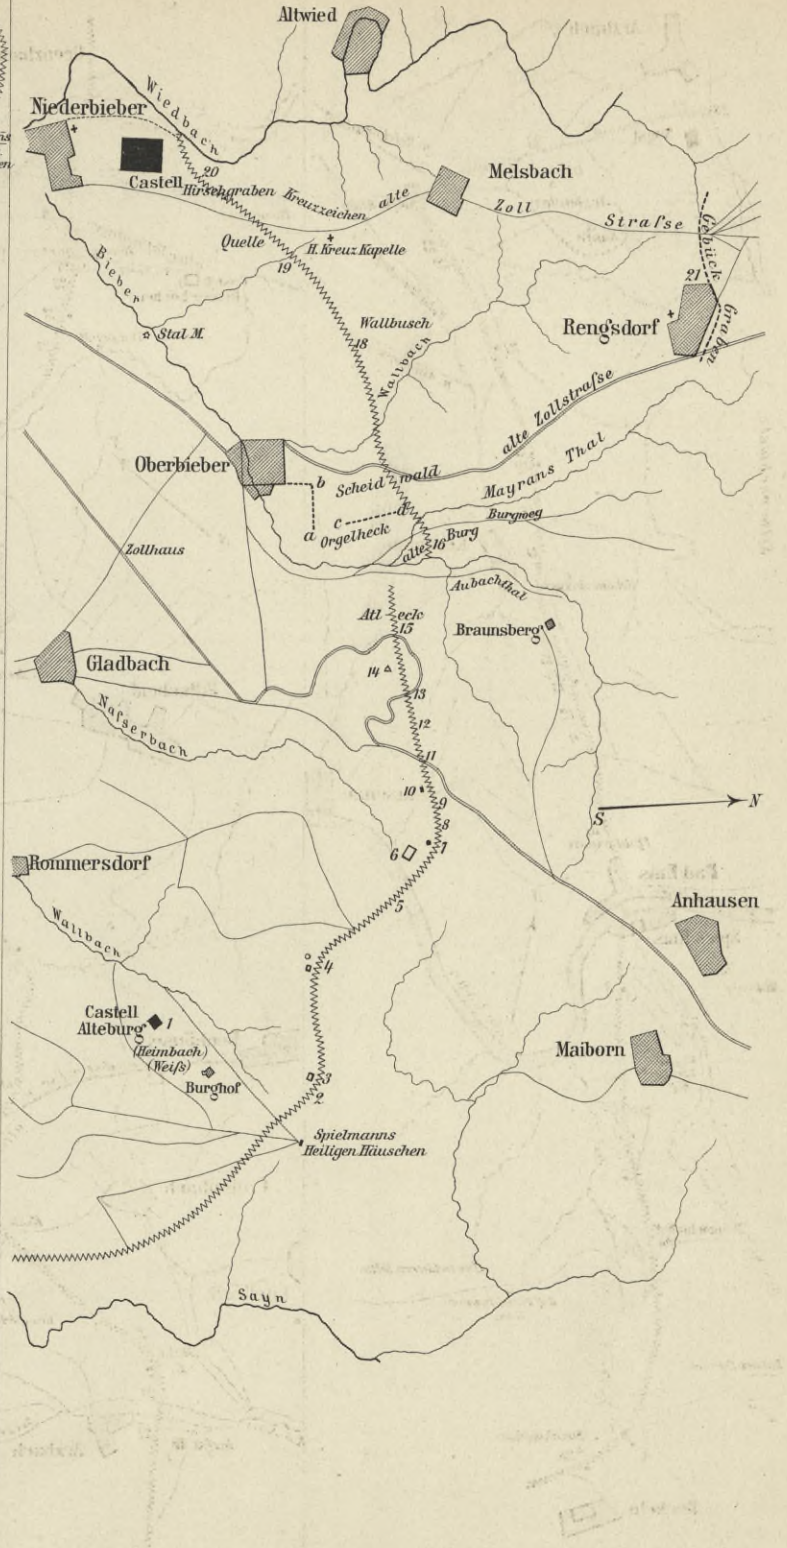 Altwied
Wiedbach
Niederbieber
20
Castell
Hirschgraben
Kreuzzeichen
alte
Zoll
Straſse
Melsbach
Quelle
H. Kreuz Kapelle
19
Gebück
21
Graben
Bieber
Stal M.
Wallbusch
18
Rengsdorf
Wallbach
alte Zollstraſse
Oberbieber
b
Scheid wald
Mayrans Thal
a
c
d
Orgelheck
Burgweg
alte Burg
16
Zollhaus
Aubachthal
Atl eck
15
Braunsberg
14
Gladbach
13
Naſserbach
12
11
10
9
8
7
6
N
S
Rommersdorf
5
Anhausen
Wallbach
4
Castell
Alteburg
1
(Heimbach)
(Weiſs)
Burghof
Maiborn
3
2
Spielmanns
Heiligen Häuschen
Sayn